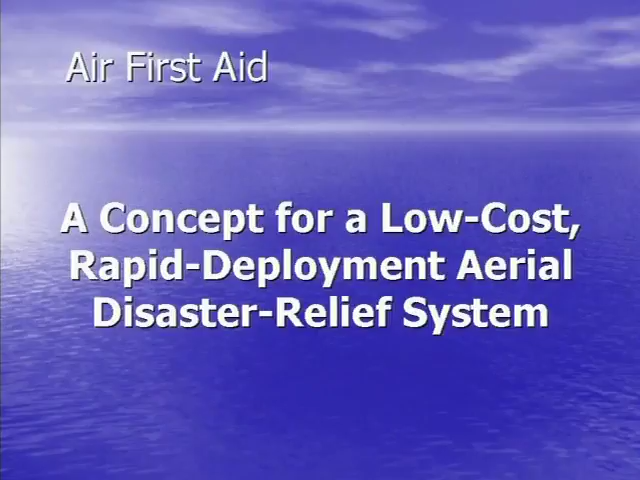 Air First Aid
A Concept for a Low-Cost,
Rapid-Deployment Aerial
Disaster-Relief System